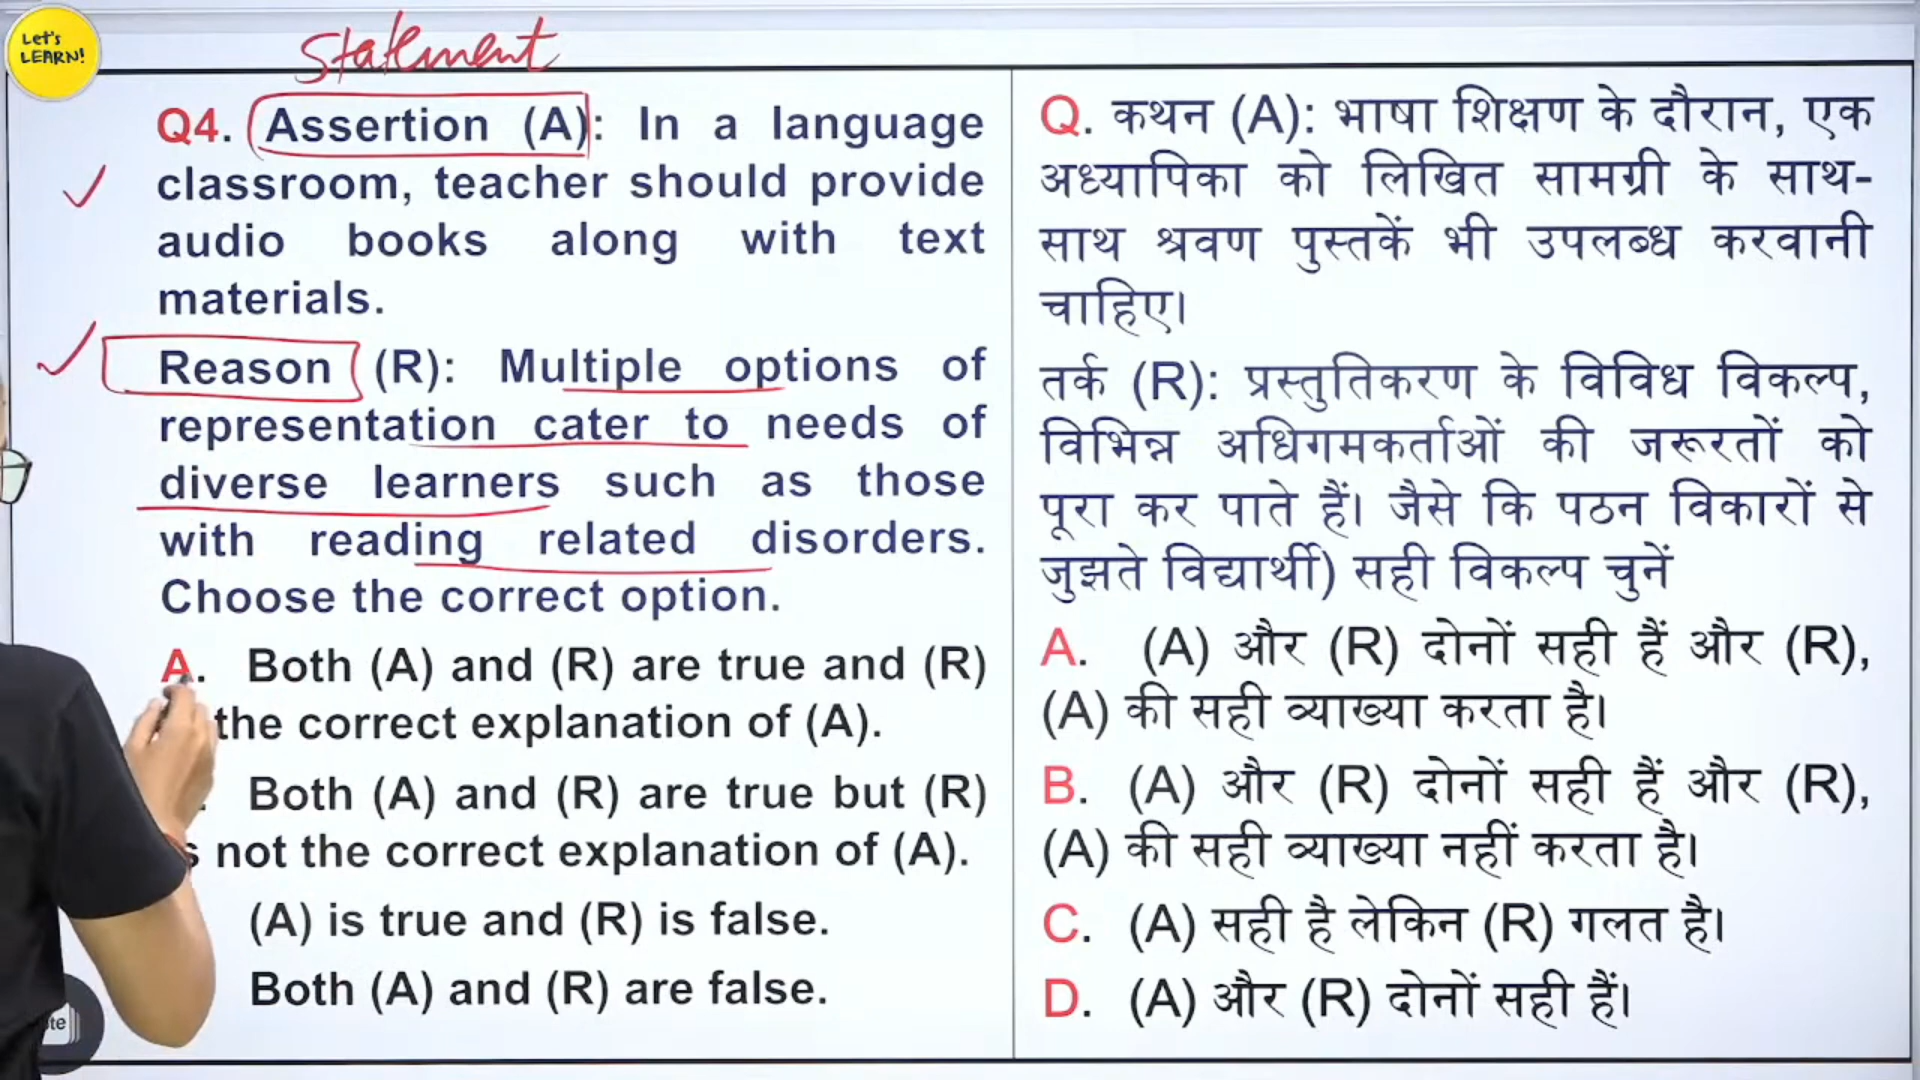 Let's
LEARN!
Statement
Q4. Assertion (A): In a language
classroom, teacher should provide
audio books along with text
materials.
Reason (R): Multiple options of
representation cater to needs of
diverse learners such as those
with reading related disorders.
Choose the correct option.
A. Both (A) and (R) are true and (R)
the correct explanation of (A).
Both (A) and (R) are true but (R)
s not the correct explanation of (A).
(A) is true and (R) is false.
Both (A) and (R) are false.
Q. कथन (A): भाषा शिक्षण के दौरान, एक
अध्यापिका को लिखित सामग्री के साथ-
साथ श्रवण पुस्तकें भी उपलब्ध करवानी
चाहिए।
तर्क (R): प्रस्तुतिकरण के विविध विकल्प,
विभिन्न अधिगमकर्ताओं की जरूरतों को
पूरा कर पाते हैं। जैसे कि पठन विकारों से
जुझते विद्यार्थी) सही विकल्प चुनें
A. (A) और (R) दोनों सही हैं और (R),
(A) की सही व्याख्या करता है।
B. (A) और (R) दोनों सही हैं और (R),
(A) की सही व्याख्या नहीं करता है।
C. (A) सही है लेकिन (R) गलत है।
D. (A) और (R) दोनों सही हैं।